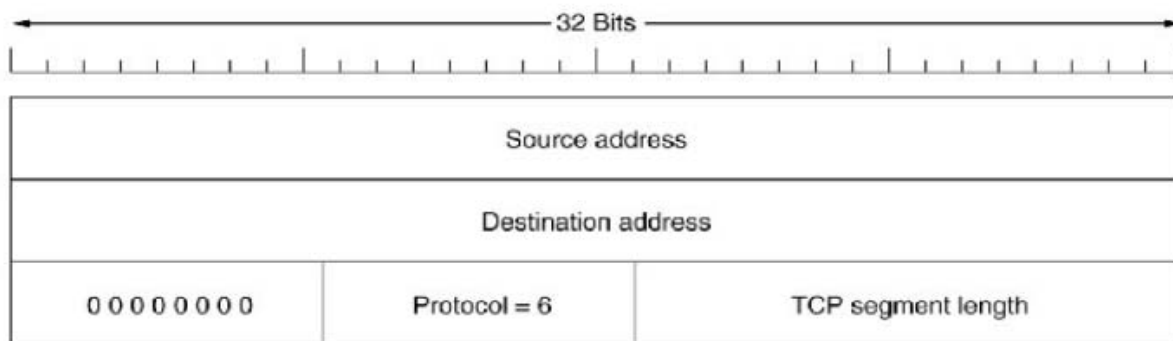 32 Bits
Source address
Destination address
0 0 0 0 0 0 0 0 Protocol = 6 TCP segment length